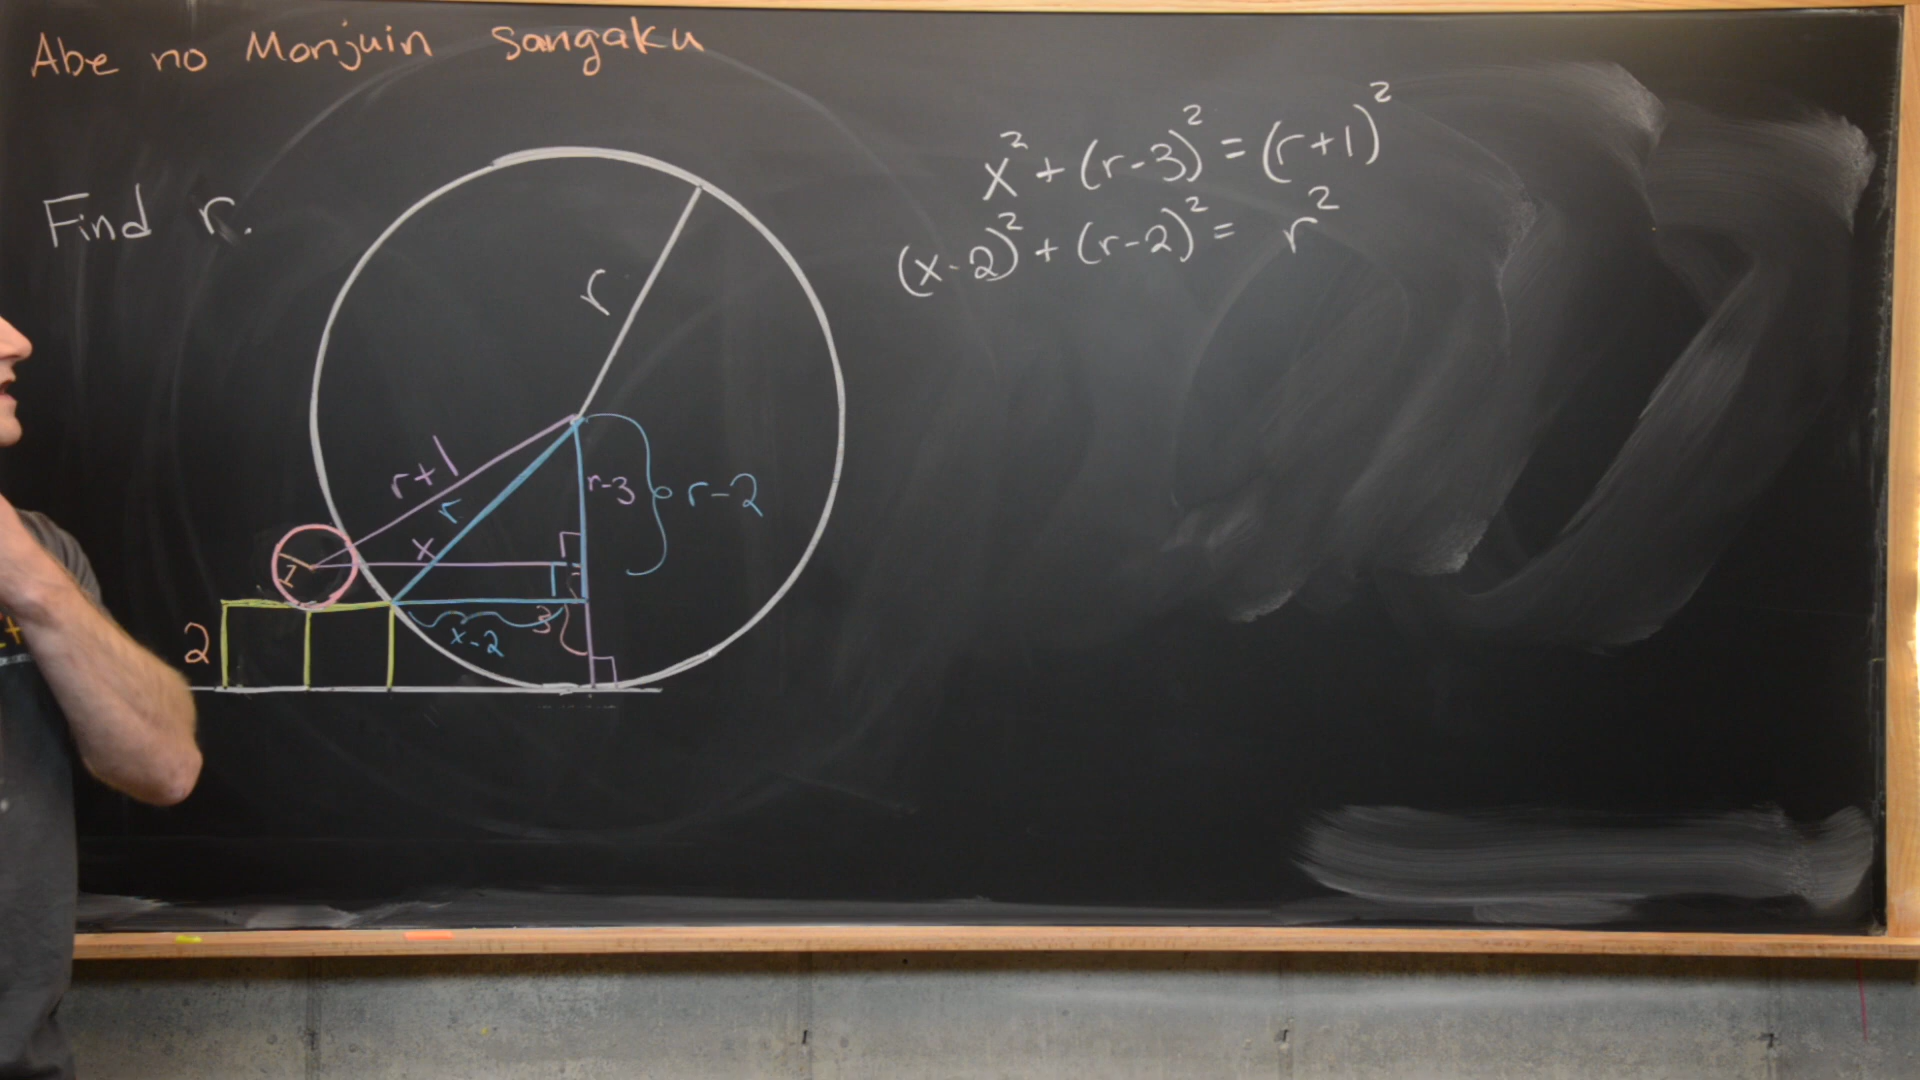 Abe no Monjuin Sangaku
Find r.
r
r+1
r
x
r-3
r-2
1
3
x-2
2
x² + (r-3)² = (r+1)²
(x-2)² + (r-2)² = r²